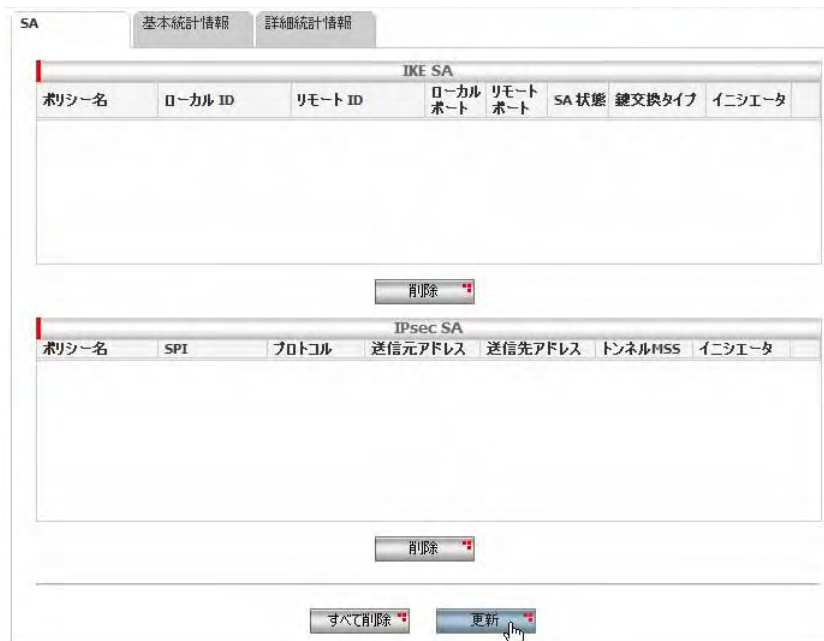 SA 基本統計情報 詳細統計情報
IKE SA
ポリシー名 ローカル ID リモート ID ローカル ポート リモート ポート SA 状態 鍵交換タイプ イニシエータ
削除
IPsec SA
ポリシー名 SPI プロトコル 送信元アドレス 送信先アドレス トンネルMSS イニシエータ
削除
すべて削除 更新